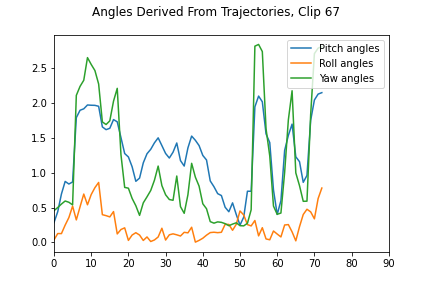 Angles Derived From Trajectories, Clip 67
Pitch angles
Roll angles
Yaw angles
2.5
2.0
1.5
1.0
0.5
0.0
0 10 20 30 40 50 60 70 80 90